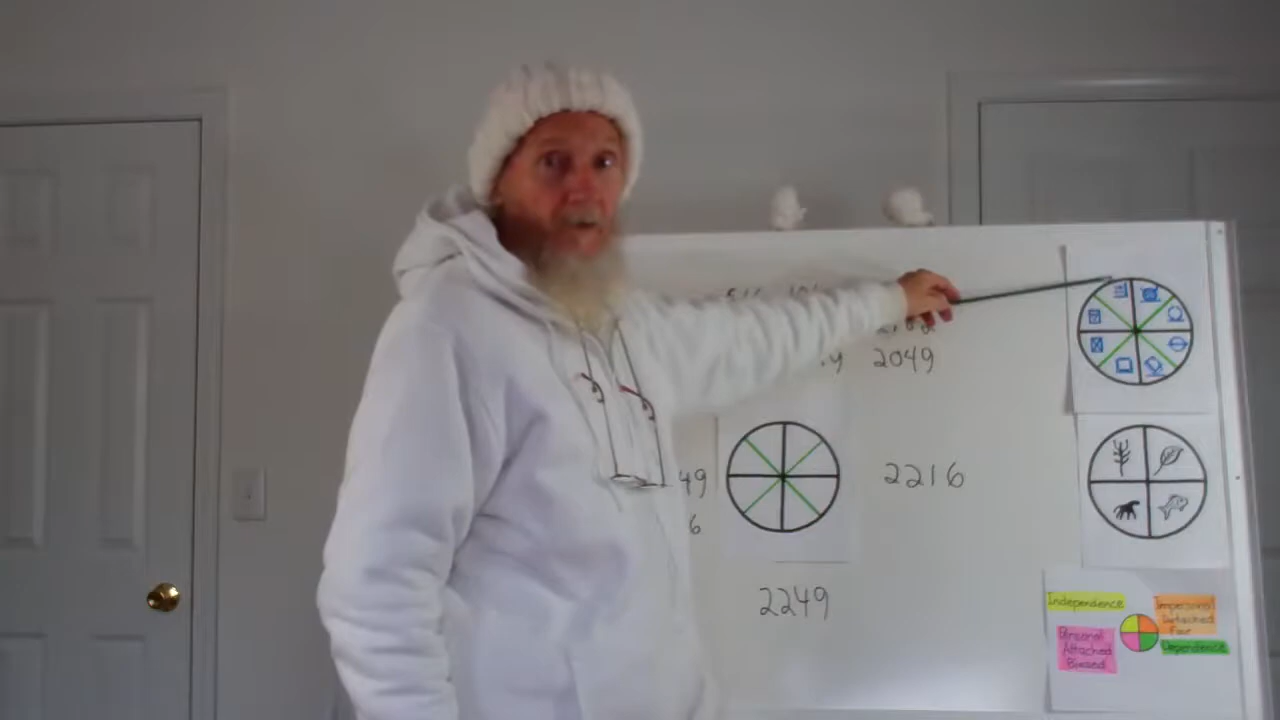 2049
49
6
2216
2249
Independence
Impersonal
Detached
Fair
Personal
Attached
Biased
Dependence